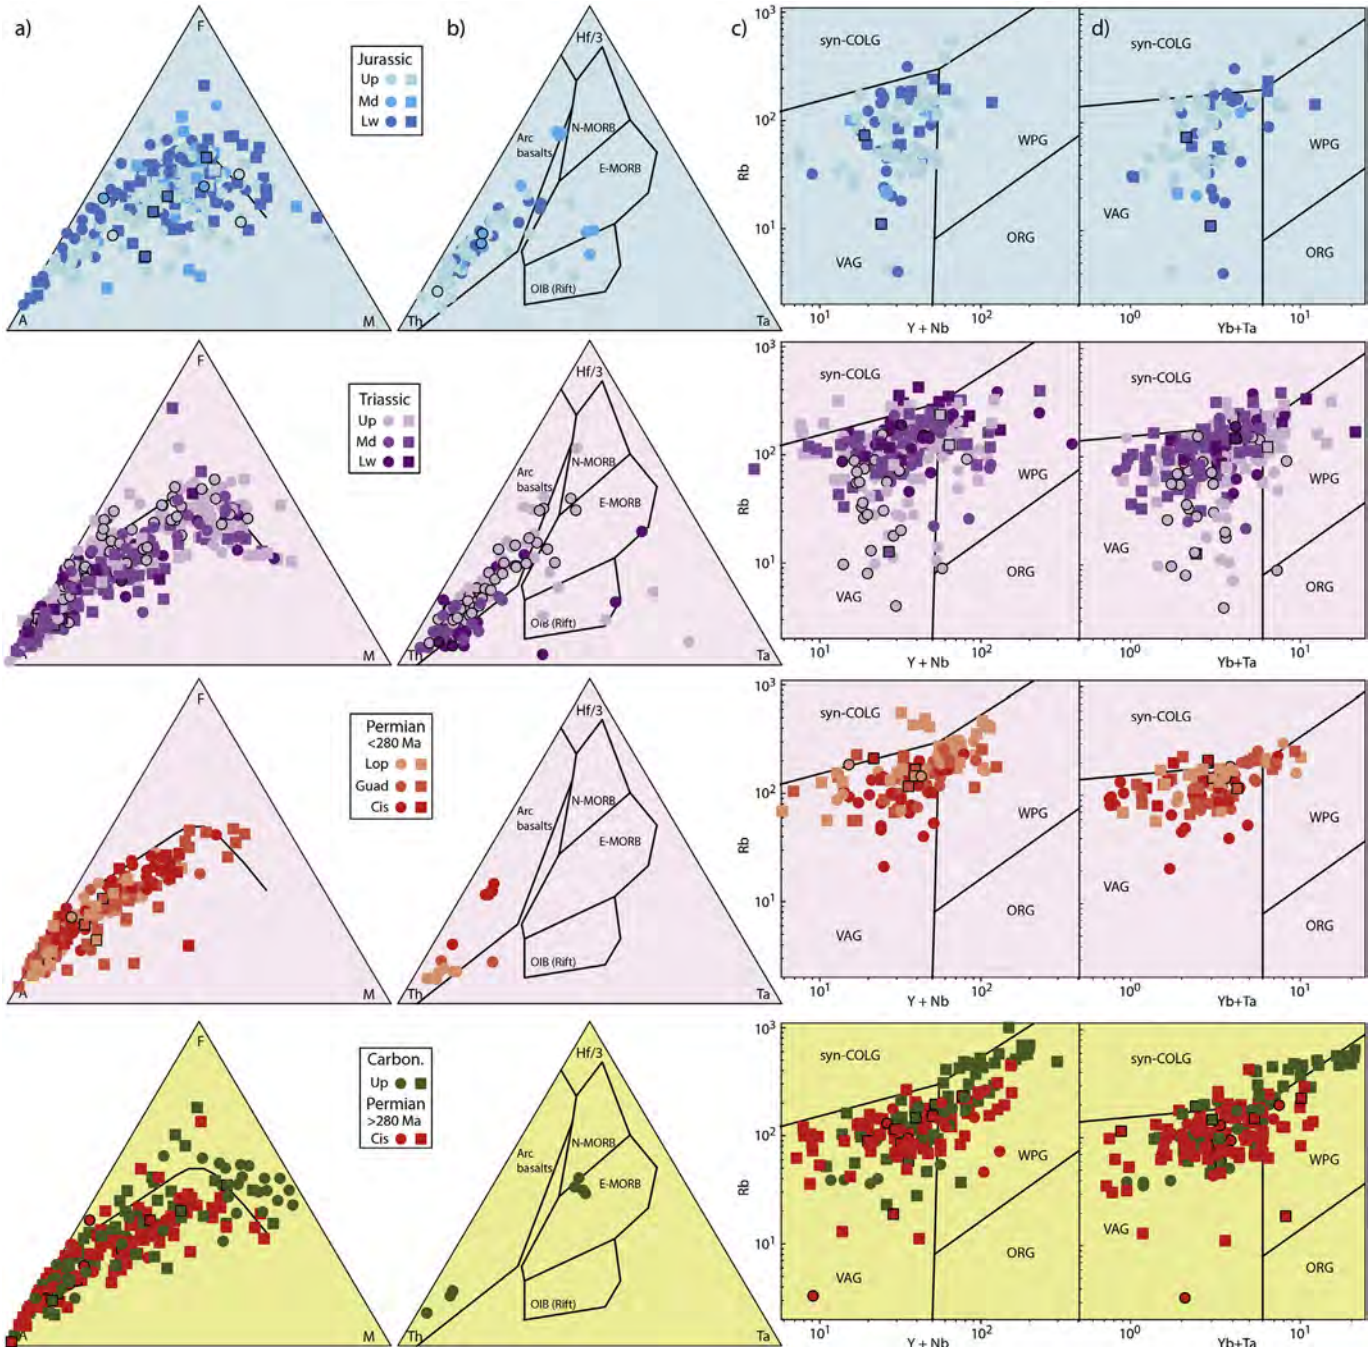 a)
b)
c)
d)
F
A
M
Jurassic
Up
Md
Lw
Hf/3
Arc
basalts
N-MORB
E-MORB
OIB (Rift)
Th
Ta
10³
10²
10¹
Rb
syn-COLG
WPG
VAG
ORG
10¹
Y + Nb
10²
syn-COLG
WPG
VAG
ORG
10⁰
Yb+Ta
10¹
F
A
M
Triassic
Up
Md
Lw
Hf/3
Arc
basalts
N-MORB
E-MORB
OIB (Rift)
Th
Ta
10³
10²
10¹
Rb
syn-COLG
WPG
VAG
ORG
10¹
Y + Nb
10²
syn-COLG
WPG
VAG
ORG
10⁰
Yb+Ta
10¹
F
A
M
Permian
<280 Ma
Lop
Guad
Cis
Hf/3
Arc
basalts
N-MORB
E-MORB
OIB (Rift)
Th
Ta
10³
10²
10¹
Rb
syn-COLG
WPG
VAG
ORG
10¹
Y + Nb
10²
syn-COLG
WPG
VAG
ORG
10⁰
Yb+Ta
10¹
F
A
M
Carbon.
Up
Permian
>280 Ma
Cis
Hf/3
Arc
basalts
N-MORB
E-MORB
OIB (Rift)
Th
Ta
10³
10²
10¹
Rb
syn-COLG
WPG
VAG
ORG
10¹
Y + Nb
10²
syn-COLG
WPG
VAG
ORG
10⁰
Yb+Ta
10¹